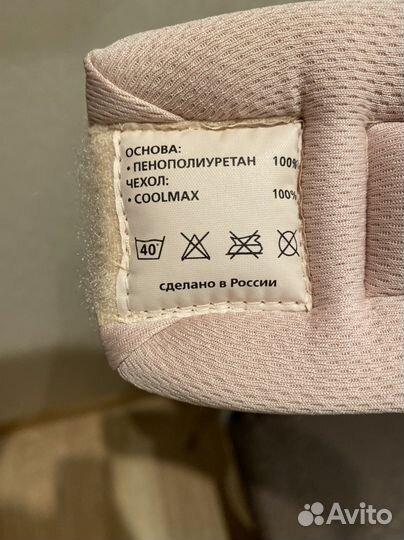 ОСНОВА:
• ПЕНОПОЛИУРЕТАН 100%
ЧЕХОЛ:
• COOLMAX 100%
40°
сделано в России
Avito